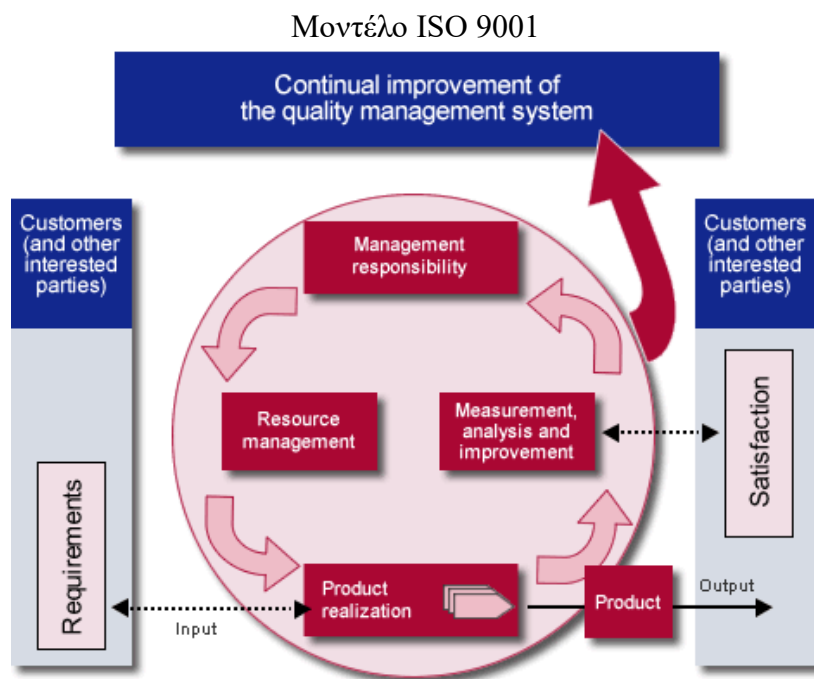 Μοντέλο ISO 9001
Continual improvement of
the quality management system
Customers
(and other
interested
parties)
Management
responsibility
Customers
(and other
interested
parties)
Resource
management
Measurement,
analysis and
improvement
Satisfaction
Requirements
Product
realization
Input
Product
Output